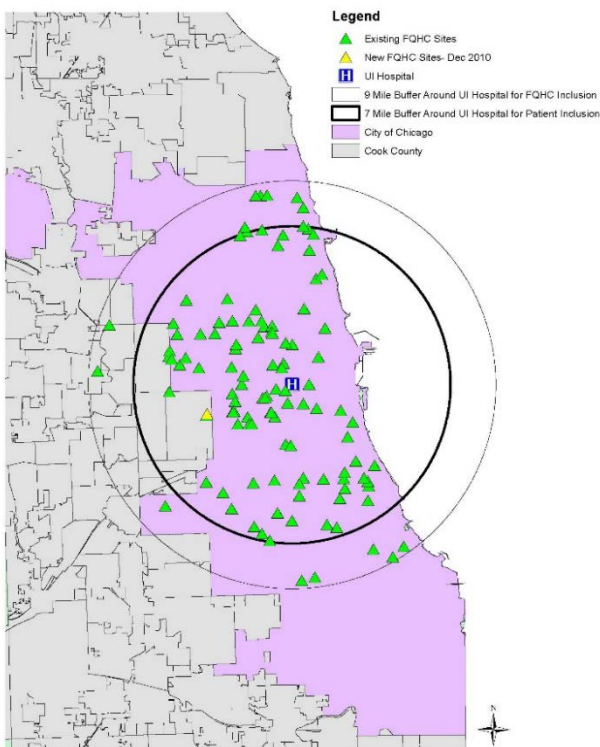 Legend
Existing FQHC Sites
New FQHC Sites- Dec 2010
H UI Hospital
9 Mile Buffer Around UI Hospital for FQHC Inclusion
7 Mile Buffer Around UI Hospital for Patient Inclusion
City of Chicago
Cook County
H
N